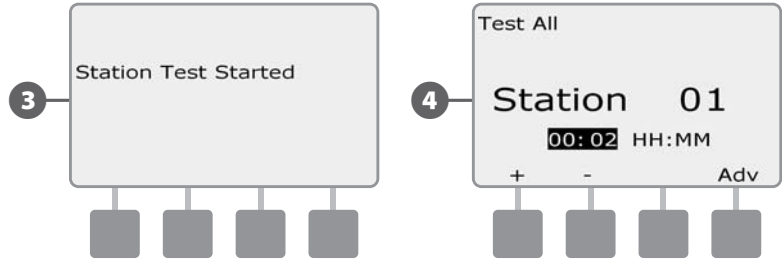 3
Station Test Started
4
Test All
Station 01
00:02 HH:MM
+ - Adv